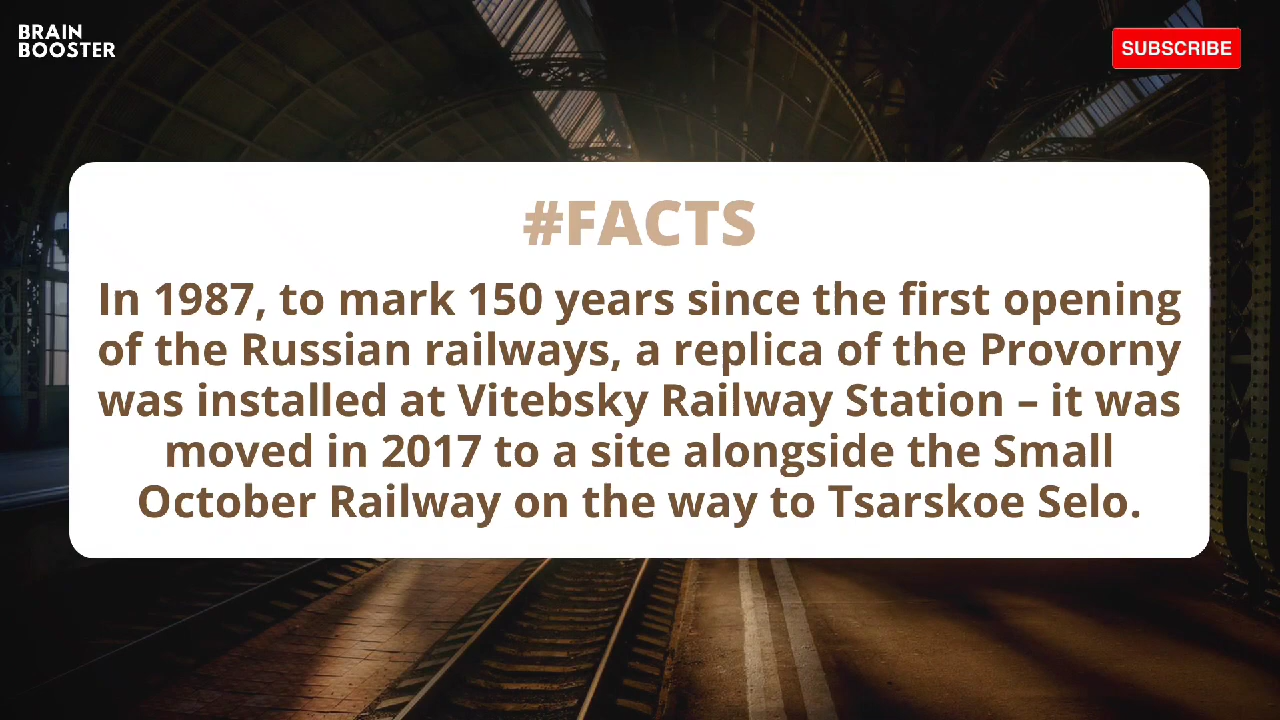 BRAIN
BOOSTER
SUBSCRIBE
#FACTS
In 1987, to mark 150 years since the first opening
of the Russian railways, a replica of the Provorny
was installed at Vitebsky Railway Station – it was
moved in 2017 to a site alongside the Small
October Railway on the way to Tsarskoe Selo.